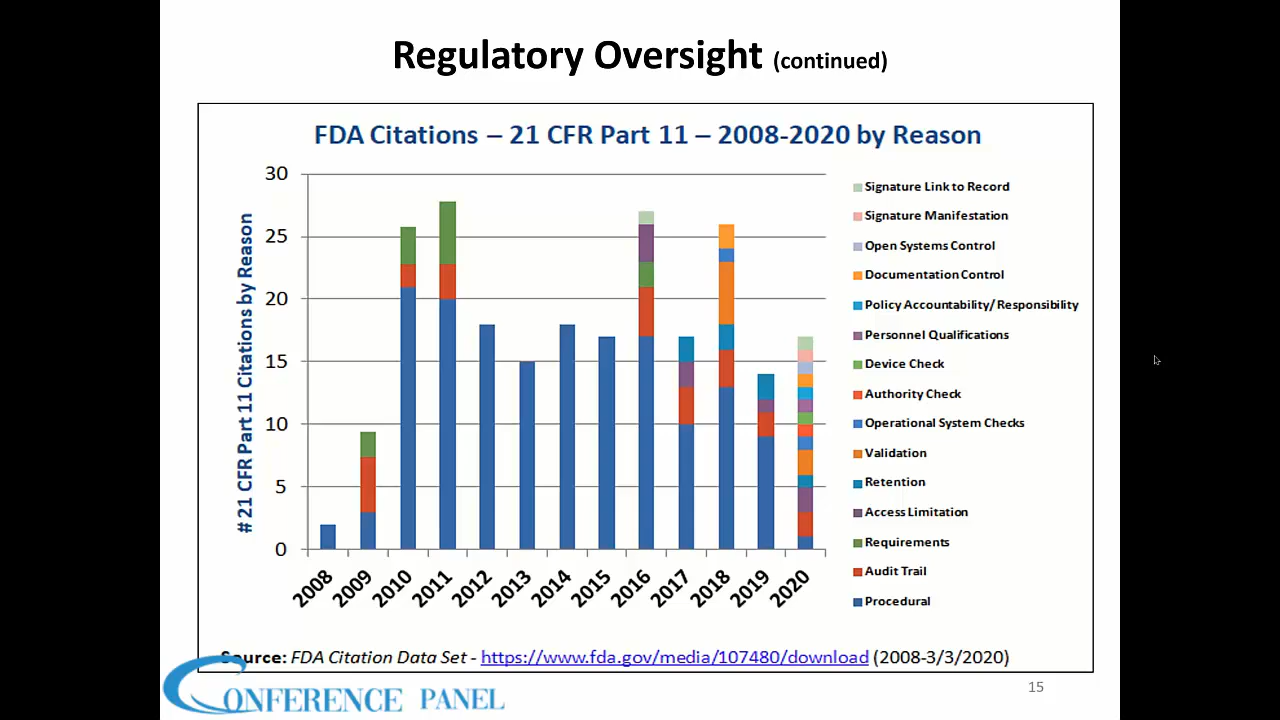 Regulatory Oversight (continued)
FDA Citations – 21 CFR Part 11 – 2008-2020 by Reason
# 21 CFR Part 11 Citations by Reason
30
25
20
15
10
5
0
2008
2009
2010
2011
2012
2013
2014
2015
2016
2017
2018
2019
2020
Signature Link to Record
Signature Manifestation
Open Systems Control
Documentation Control
Policy Accountability/ Responsibility
Personnel Qualifications
Device Check
Authority Check
Operational System Checks
Validation
Retention
Access Limitation
Requirements
Audit Trail
Procedural
Source: FDA Citation Data Set - https://www.fda.gov/media/107480/download (2008-3/3/2020)
CONFERENCE PANEL
15